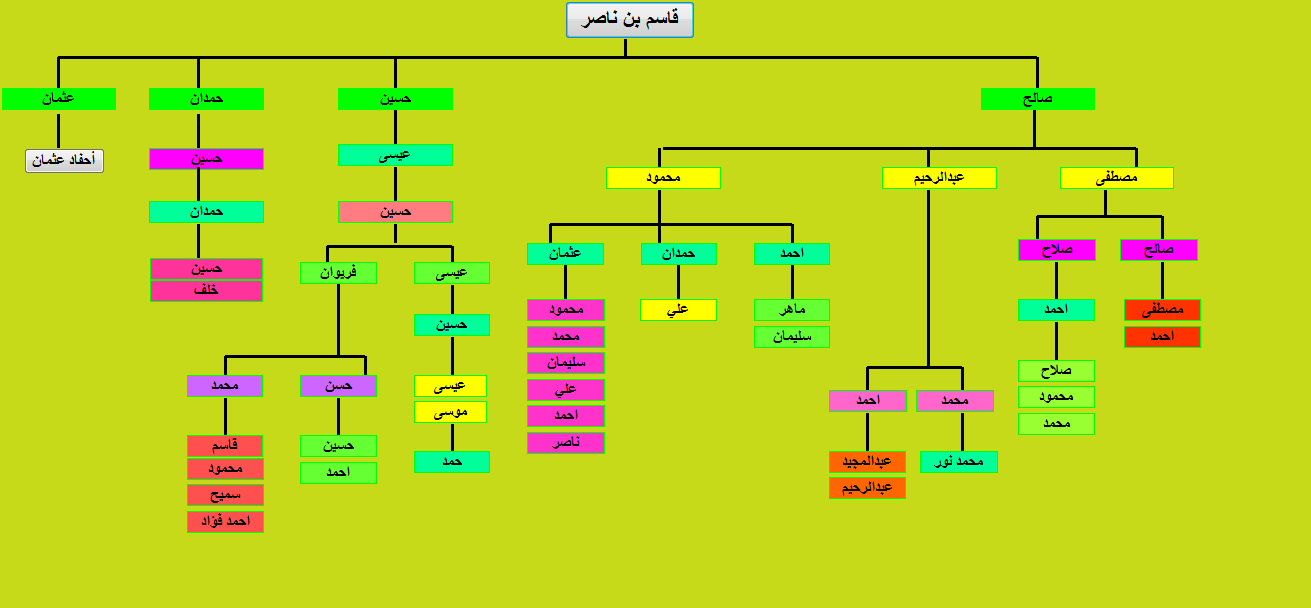 قاسم بن ناصر
صالح
حسين
حمدان
عثمان
مصطفى
عبدالرحيم
محمود
عيسى
حسين
أحفاد عثمان
صالح
صلاح
احمد
حمدان
عثمان
حسين
حمدان
عيسى
فريوان
حسين
خلف
مصطفى
احمد
احمد
ماهر
سليمان
علي
محمود
محمد
سليمان
علي
احمد
ناصر
حسين
صلاح
محمود
محمد
محمد
احمد
عيسى
موسى
حسن
محمد
محمد نور
عبدالمجيد
عبدالرحيم
حمد
حسين
احمد
قاسم
محمود
سميح
احمد فؤاد